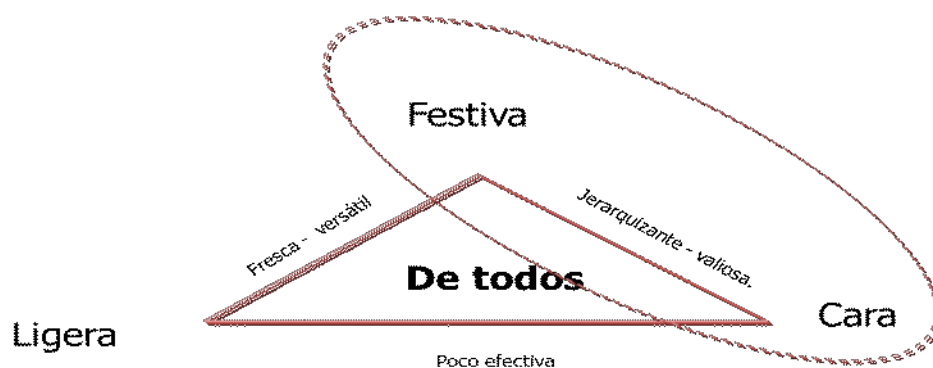 Festiva
Fresca - versátil
Jerarquizante - valiosa.
De todos
Cara
Ligera
Poco efectiva